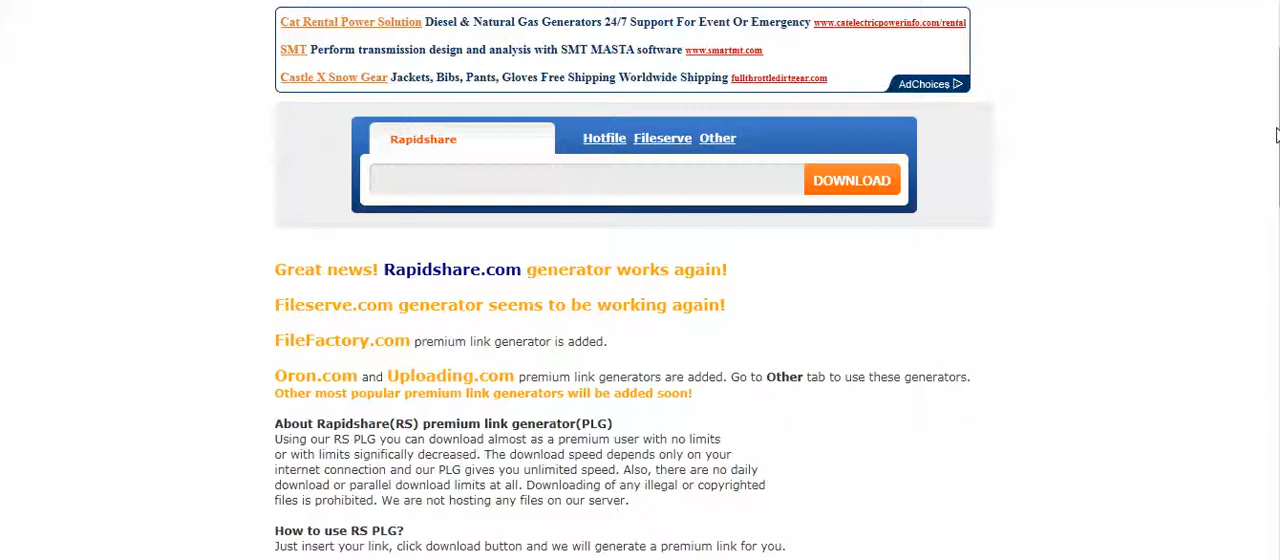 Cat Rental Power Solution Diesel & Natural Gas Generators 24/7 Support For Event Or Emergency www.catelectricpowerinfo.com/rental
SMT Perform transmission design and analysis with SMT MASTA software www.smartmt.com
Castle X Snow Gear Jackets, Bibs, Pants, Gloves Free Shipping Worldwide Shipping fullthrottledirtgear.com
AdChoices
Rapidshare Hotfile Fileserve Other
DOWNLOAD
Great news! Rapidshare.com generator works again!
Fileserve.com generator seems to be working again!
FileFactory.com premium link generator is added.
Oron.com and Uploading.com premium link generators are added. Go to Other tab to use these generators.
Other most popular premium link generators will be added soon!
About Rapidshare(RS) premium link generator(PLG)
Using our RS PLG you can download almost as a premium user with no limits
or with limits significally decreased. The download speed depends only on your
internet connection and our PLG gives you unlimited speed. Also, there are no daily
download or parallel download limits at all. Downloading of any illegal or copyrighted
files is prohibited. We are not hosting any files on our server.
How to use RS PLG?
Just insert your link, click download button and we will generate a premium link for you.